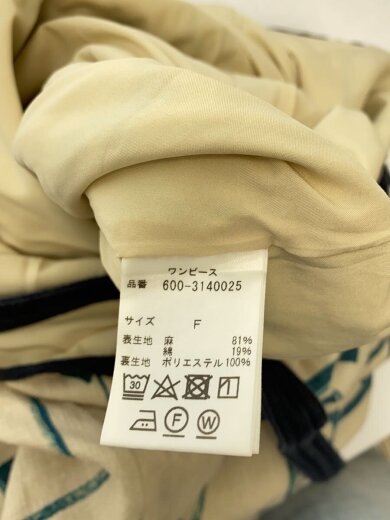 ワンピース
品番 600-3140025
サイズ F
表生地 麻 81%
綿 19%
裏生地 ポリエステル100%
30
F W